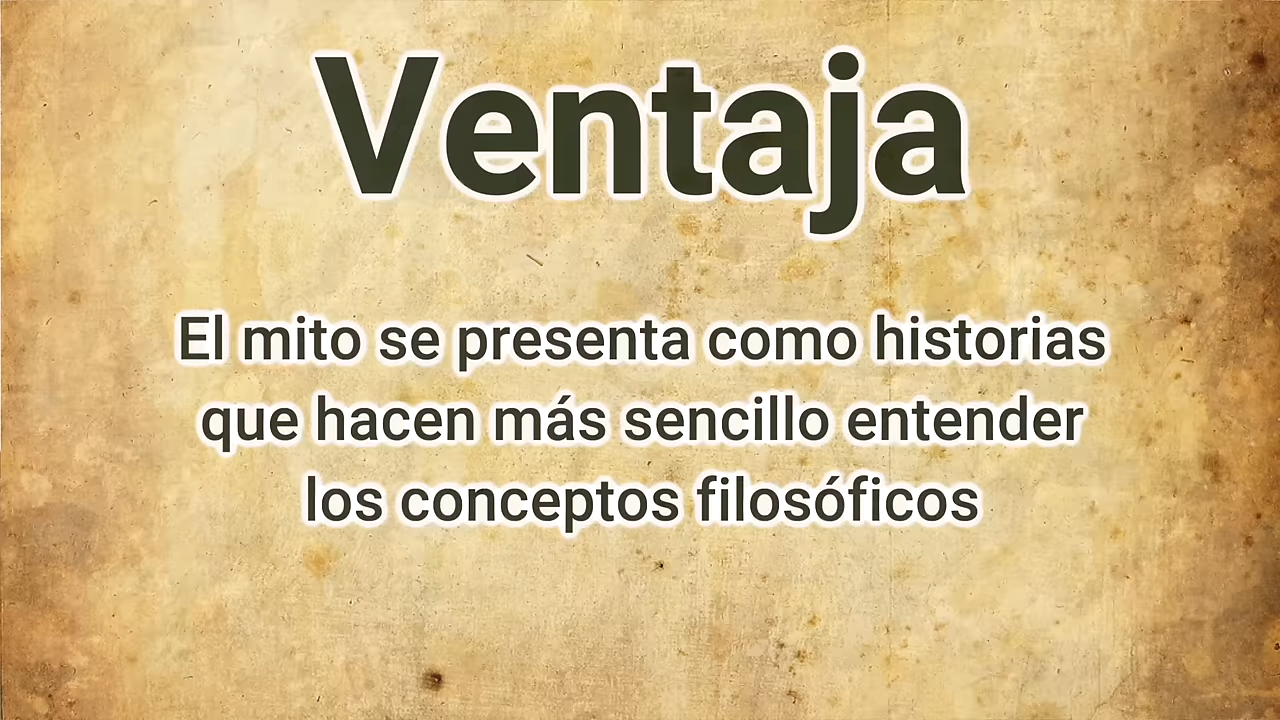 Ventaja
El mito se presenta como historias
que hacen más sencillo entender
los conceptos filosóficos